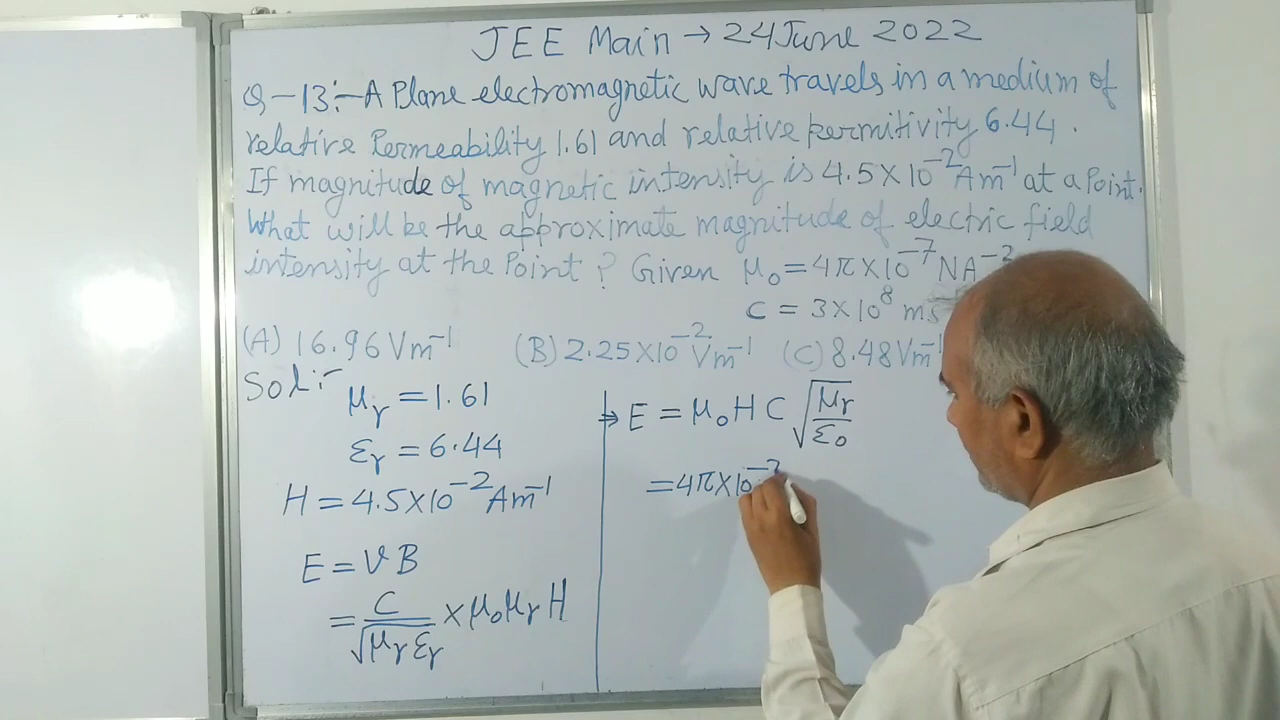 JEE Main → 24 June 2022
Q-13:- A Plane electromagnetic wave travels in a medium of
relative Permeability 1.61 and relative permitivity 6.44.
If magnitude of magnetic intensity is 4.5×10⁻² Am⁻¹ at a Point.
What will be the approximate magnitude of electric field
intensity at the Point? Given μ₀ = 4π×10⁻⁷ NA⁻²
C = 3×10⁸ ms
(A) 16.96 Vm⁻¹ (B) 2.25×10⁻² Vm⁻¹ (C) 8.48 Vm⁻¹
Sol:-
μᵣ = 1.61
εᵣ = 6.44
H = 4.5×10⁻² Am⁻¹
E = VB
= C/√(μᵣ εᵣ) × μ₀ μᵣ H
⇒ E = μ₀ H C √(μᵣ/ε₀)
= 4π×10⁻